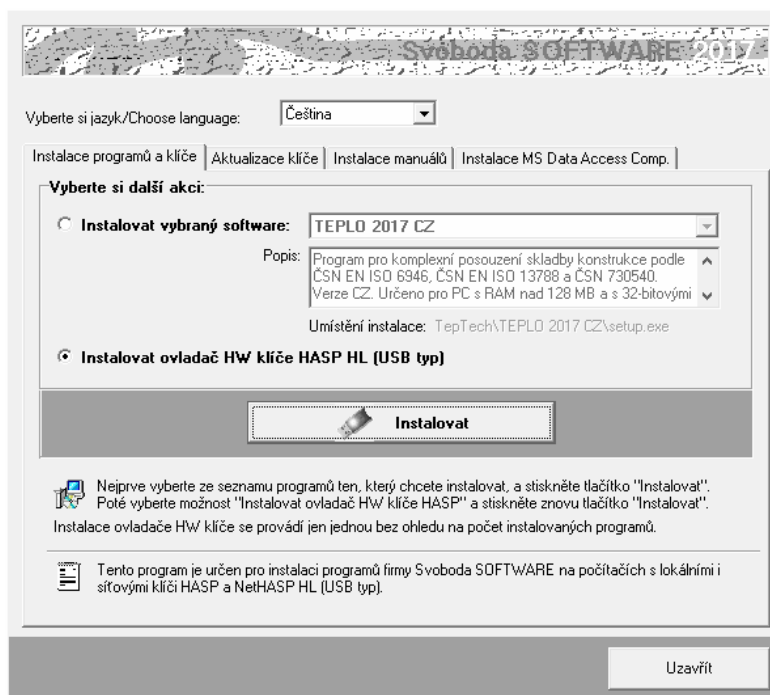 Svoboda SOFTWARE 2017
Vyberte si jazyk/Choose language: Čeština
Instalace programů a klíče Aktualizace klíče Instalace manuálů Instalace MS Data Access Comp.
Vyberte si další akci:
Instalovat vybraný software: TEPLO 2017 CZ
Popis: Program pro komplexní posouzení skladby konstrukce podle
ČSN EN ISO 6946, ČSN EN ISO 13788 a ČSN 730540.
Verze CZ. Určeno pro PC s RAM nad 128 MB a s 32-bitovými
Umístění instalace: TepTech\TEPLO 2017 CZ\setup.exe
Instalovat ovladač HW klíče HASP HL (USB typ)
Instalovat
Nejprve vyberte ze seznamu programů ten, který chcete instalovat, a stiskněte tlačítko "Instalovat".
Poté vyberte možnost "Instalovat ovladač HW klíče HASP" a stiskněte znovu tlačítko "Instalovat".
Instalace ovladače HW klíče se provádí jen jednou bez ohledu na počet instalovaných programů.
Tento program je určen pro instalaci programů firmy Svoboda SOFTWARE na počítačích s lokálními i
síťovými klíči HASP a NetHASP HL (USB typ).
Uzavřít